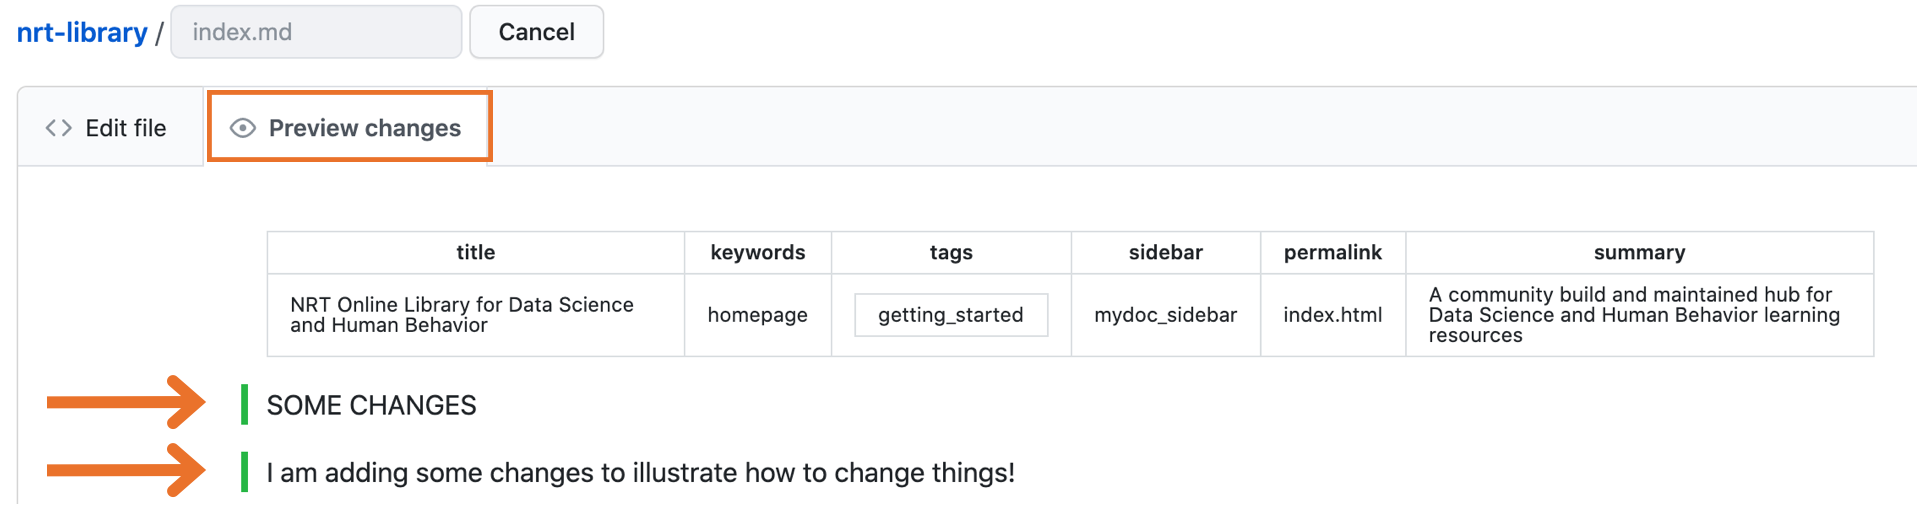 nrt-library / index.md Cancel
<> Edit file Preview changes
title keywords tags sidebar permalink summary
NRT Online Library for Data Science
and Human Behavior
homepage
getting_started
mydoc_sidebar
index.html
A community build and maintained hub for
Data Science and Human Behavior learning
resources
SOME CHANGES
I am adding some changes to illustrate how to change things!